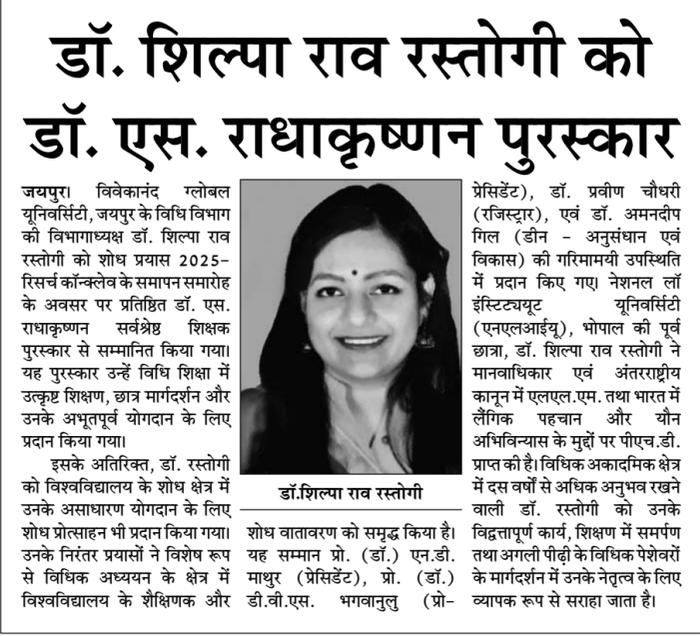 डॉ. शिल्पा राव रस्तोगी को
डॉ. एस. राधाकृष्णन पुरस्कार
जयपुर। विवेकानंद ग्लोबल
यूनिवर्सिटी, जयपुर के विधि विभाग
की विभागाध्यक्ष डॉ. शिल्पा राव
रस्तोगी को शोध प्रयास 2025–
रिसर्च कॉन्क्लेव के समापन समारोह
के अवसर पर प्रतिष्ठित डॉ. एस.
राधाकृष्णन सर्वश्रेष्ठ शिक्षक
पुरस्कार से सम्मानित किया गया।
यह पुरस्कार उन्हें विधि शिक्षा में
उत्कृष्ट शिक्षण, छात्र मार्गदर्शन और
उनके अभूतपूर्व योगदान के लिए
प्रदान किया गया।
इसके अतिरिक्त, डॉ. रस्तोगी
को विश्वविद्यालय के शोध क्षेत्र में
उनके असाधारण योगदान के लिए
शोध प्रोत्साहन भी प्रदान किया गया।
उनके निरंतर प्रयासों ने विशेष रूप
से विधिक अध्ययन के क्षेत्र में
विश्वविद्यालय के शैक्षिणक और
डॉ.शिल्पा राव रस्तोगी
शोध वातावरण को समृद्ध किया है।
यह सम्मान प्रो. (डॉ.) एन.डी.
माथुर (प्रेसिडेंट), प्रो. (डॉ.)
डी.वी.एस. भगवानुलु (प्रो-
प्रेसिडेंट), डॉ. प्रवीण चौधरी
(रजिस्ट्रार), एवं डॉ. अमनदीप
गिल (डीन - अनुसंधान एवं
विकास) की गरिमामयी उपस्थिति
में प्रदान किए गए। नेशनल लॉ
इंस्टिट्ययूट यूनिवर्सिटी
(एनएलआईयू), भोपाल की पूर्व
छात्रा, डॉ. शिल्पा राव रस्तोगी ने
मानवाधिकार एवं अंतरराष्ट्रीय
कानून में एलएल.एम. तथा भारत में
लैंगिक पहचान और यौन
अभिविन्यास के मुद्दों पर पीएच.डी.
प्राप्त की है। विधिक अकादमिक क्षेत्र
में दस वर्षों से अधिक अनुभव रखने
वाली डॉ. रस्तोगी को उनके
विद्वत्तापूर्ण कार्य, शिक्षण में समर्पण
तथा अगली पीढ़ी के विधिक पेशेवरों
के मार्गदर्शन में उनके नेतृत्व के लिए
व्यापक रूप से सराहा जाता है।